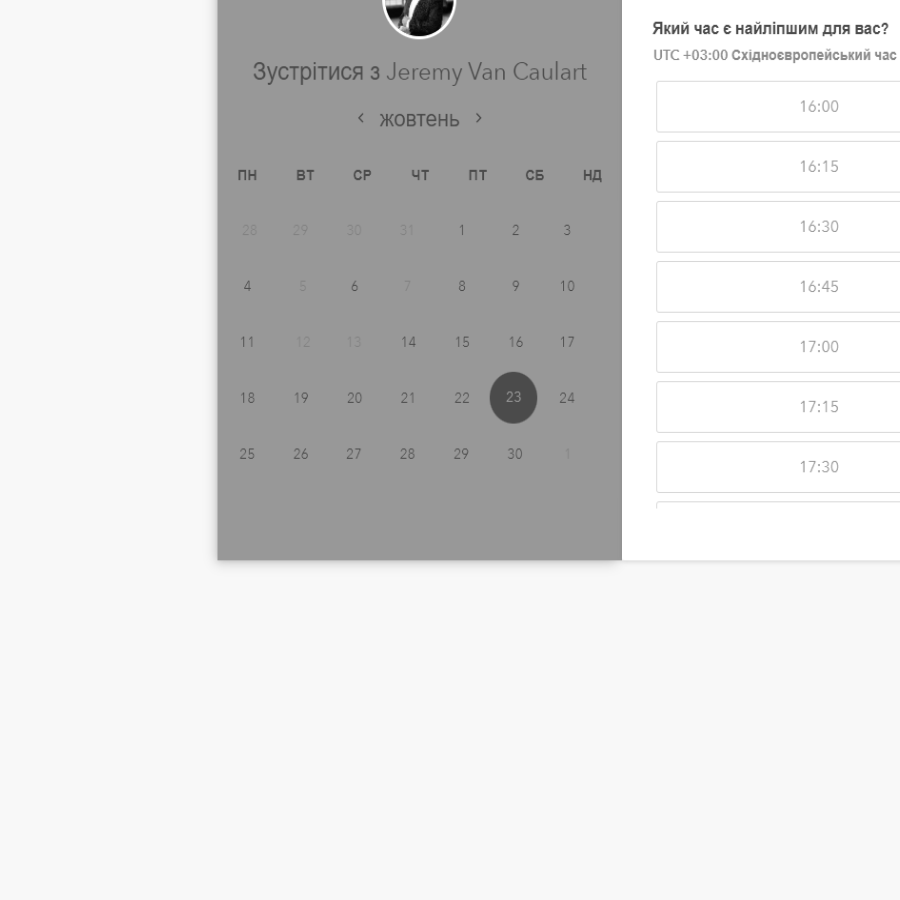 Зустрітися з Jeremy Van Caulart
‹ жовтень ›
ПН ВТ СР ЧТ ПТ СБ НД
28 29 30 31 1 2 3
4 5 6 7 8 9 10
11 12 13 14 15 16 17
18 19 20 21 22 23 24
25 26 27 28 29 30 1
Який час є найліпшим для вас?
UTC +03:00 Східноєвропейський час
16:00
16:15
16:30
16:45
17:00
17:15
17:30